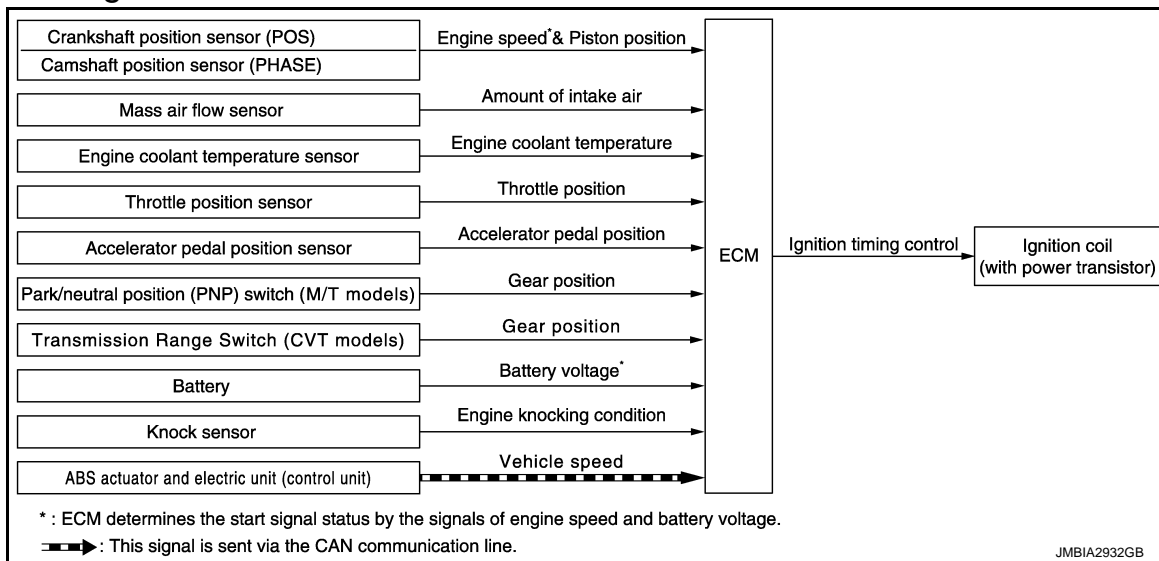 Crankshaft position sensor (POS)
Camshaft position sensor (PHASE)
Engine speed* & Piston position
Mass air flow sensor
Amount of intake air
Engine coolant temperature sensor
Engine coolant temperature
Throttle position sensor
Throttle position
Accelerator pedal position sensor
Accelerator pedal position
Park/neutral position (PNP) switch (M/T models)
Gear position
Transmission Range Switch (CVT models)
Gear position
Battery
Battery voltage*
Knock sensor
Engine knocking condition
ABS actuator and electric unit (control unit)
Vehicle speed
ECM
Ignition timing control
Ignition coil
(with power transistor)
* : ECM determines the start signal status by the signals of engine speed and battery voltage.
: This signal is sent via the CAN communication line.
JMBIA2932GB